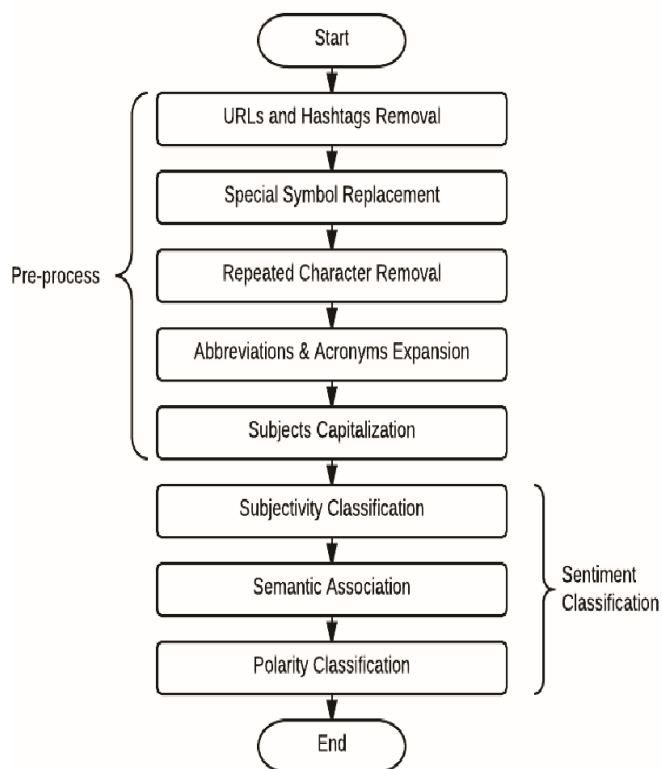 Start
URLs and Hashtags Removal
Special Symbol Replacement
Pre-process
Repeated Character Removal
Abbreviations & Acronyms Expansion
Subjects Capitalization
Subjectivity Classification
Semantic Association
Sentiment
Classification
Polarity Classification
End